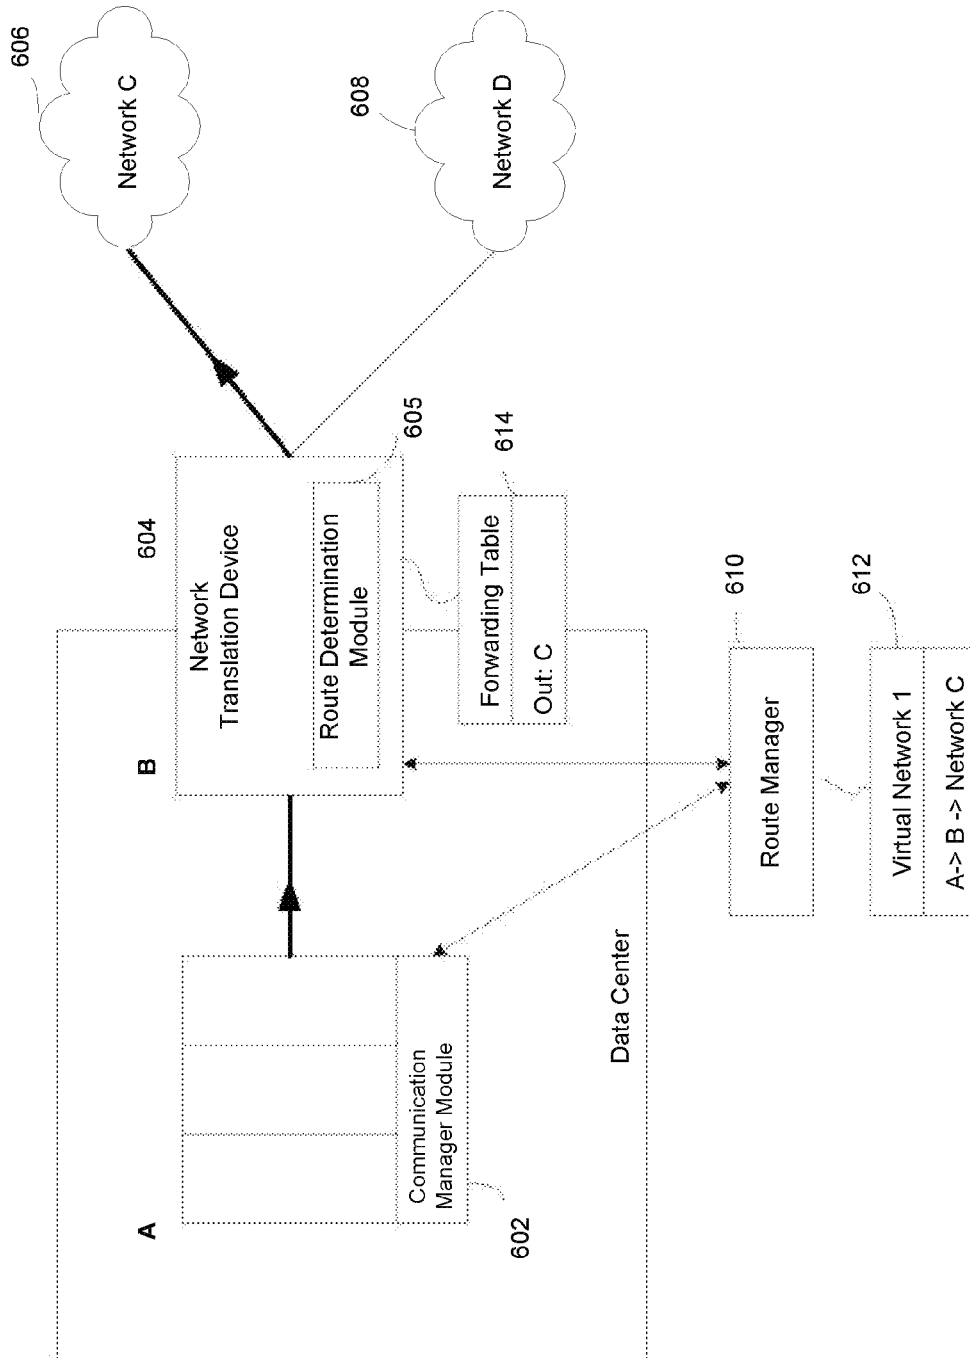 606
Network C
608
Network D
604
Network
Translation Device
Route Determination
Module
605
B
Forwarding Table
Out: C
614
A
Communication
Manager Module
602
Data Center
610
Route Manager
612
Virtual Network 1
A-> B -> Network C